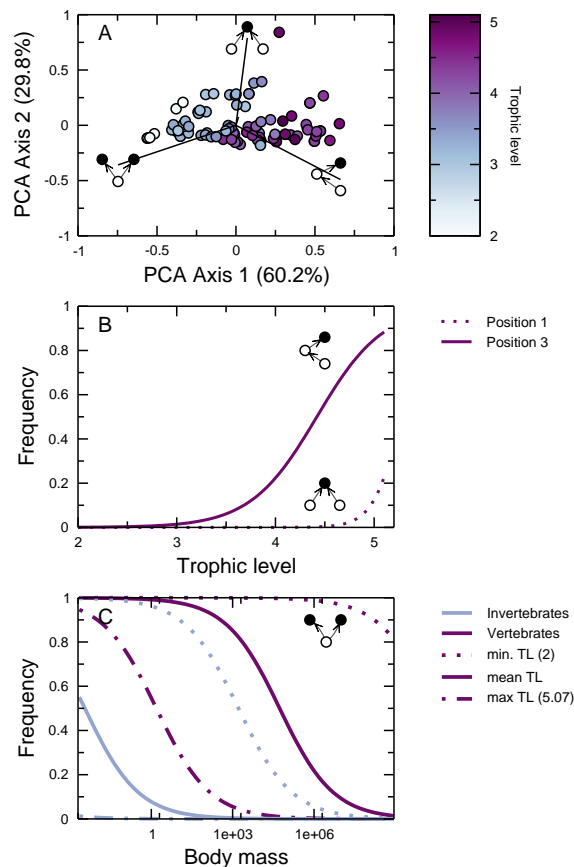 A
PCA Axis 2 (29.8%)
1
0.5
0
-0.5
-1
-1
-0.5
0
0.5
1
PCA Axis 1 (60.2%)
5
4
3
2
Trophic level
B
Frequency
1
0.8
0.6
0.4
0.2
0
2
3
4
5
Trophic level
Position 1
Position 3
C
Frequency
1
0.8
0.6
0.4
0.2
0
1
1e+03
1e+06
Body mass
Invertebrates
Vertebrates
min. TL (2)
mean TL
max TL (5.07)